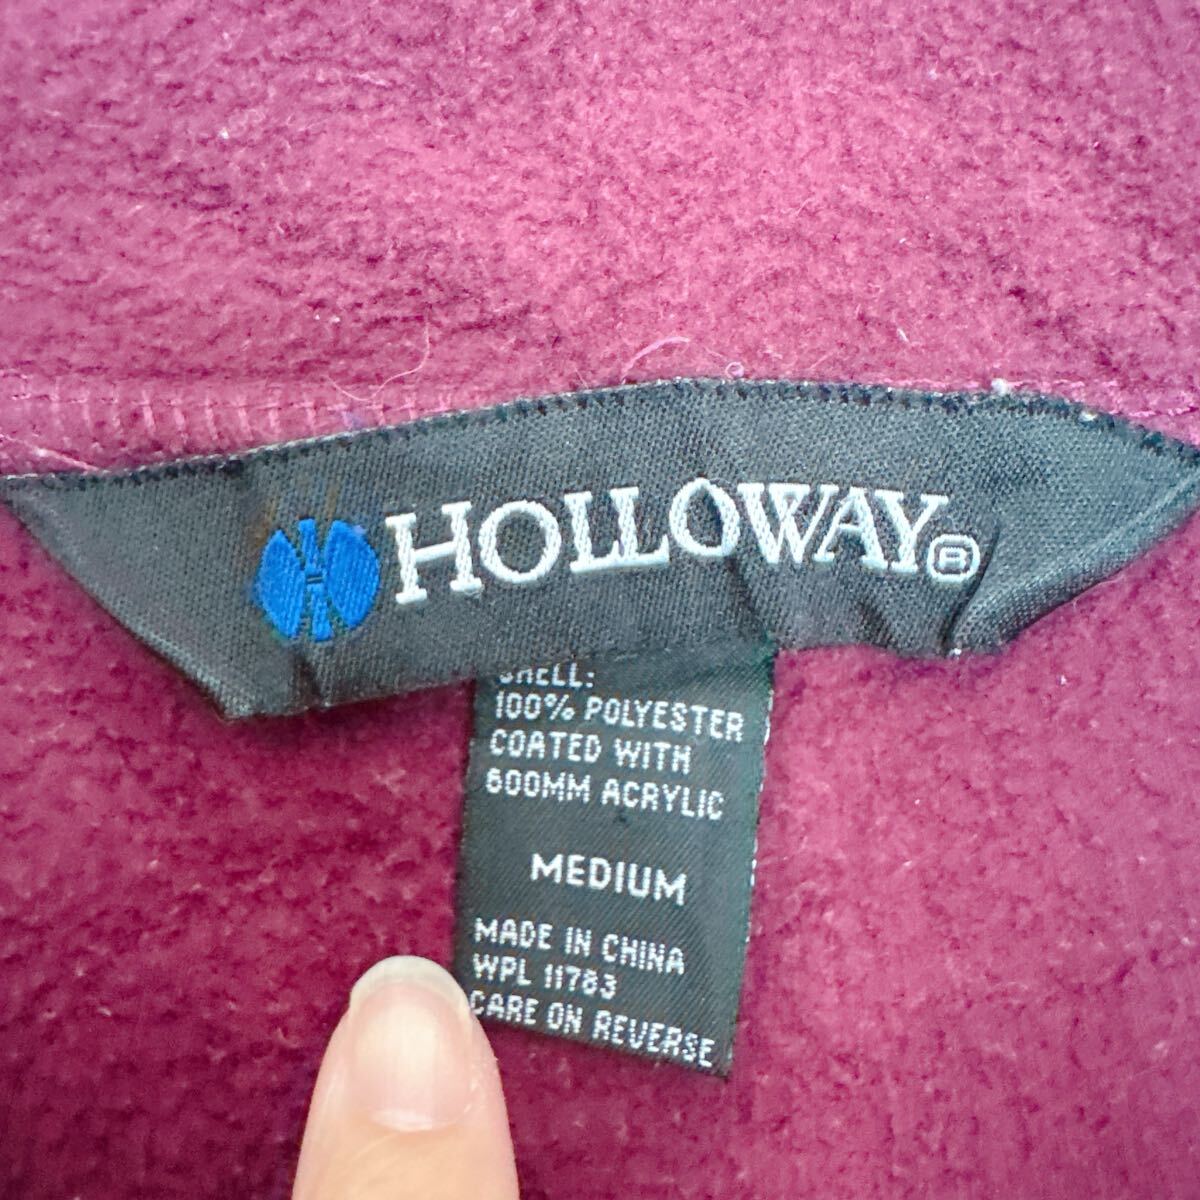 HOLLOWAY®
SHELL:
100% POLYESTER
COATED WITH
600MM ACRYLIC
MEDIUM
MADE IN CHINA
WPL 11783
CARE ON REVERSE